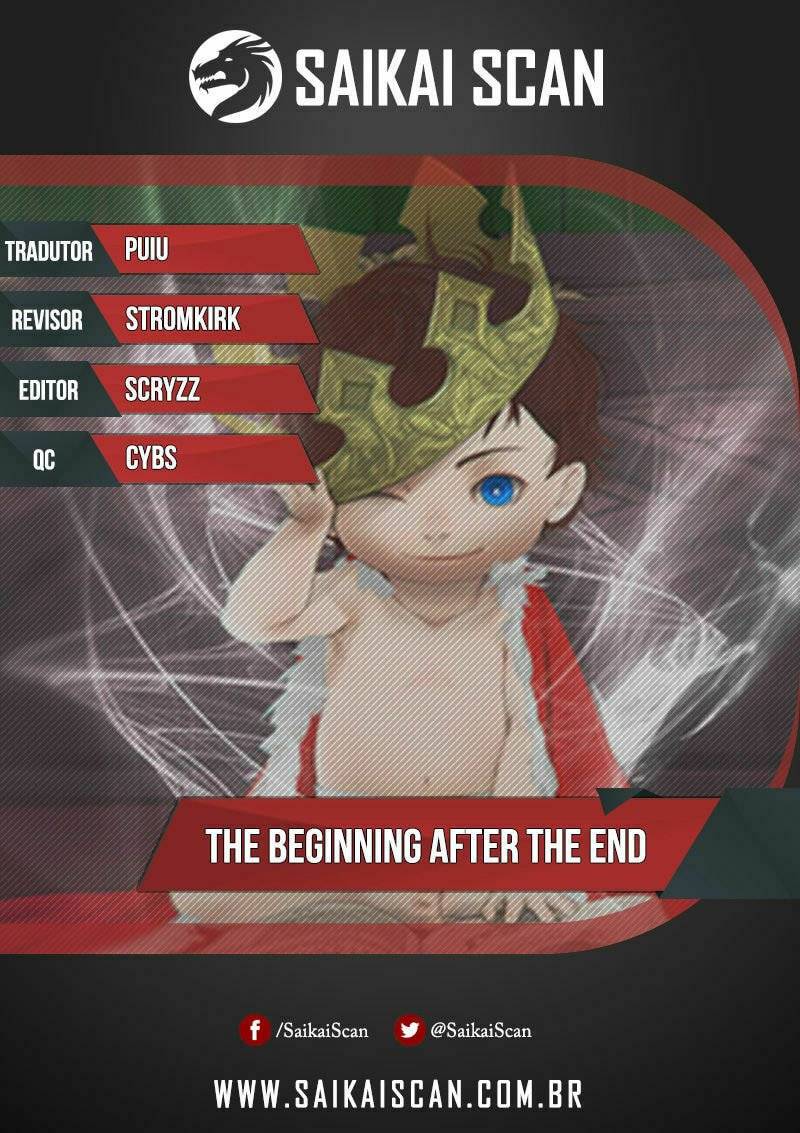 SAIKAI SCAN
TRADUTOR PUIU
REVISOR STROMKIRK
EDITOR SCRYZZ
QC CYBS
THE BEGINNING AFTER THE END
/SaikaiScan @SaikaiScan
WWW.SAIKAISCAN.COM.BR